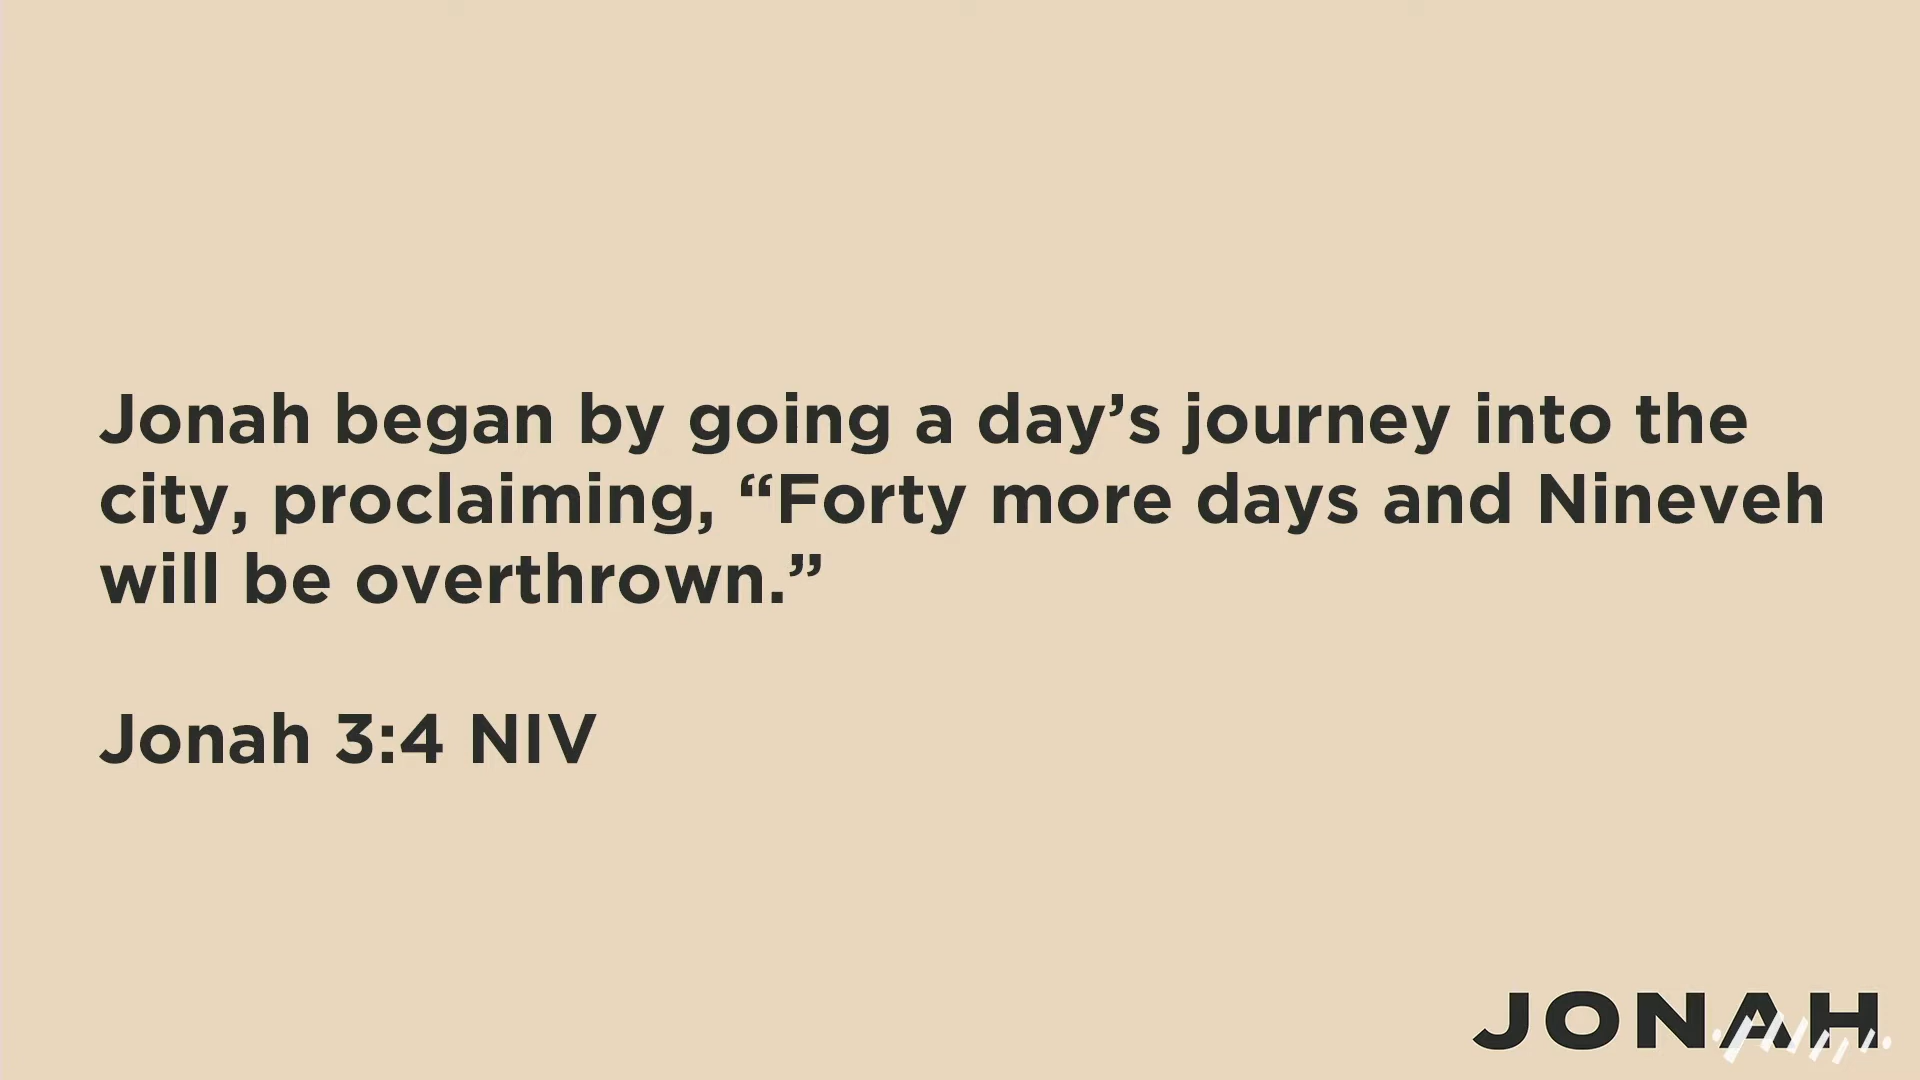 Jonah began by going a day’s journey into the
city, proclaiming, “Forty more days and Nineveh
will be overthrown.”
Jonah 3:4 NIV
JONAH